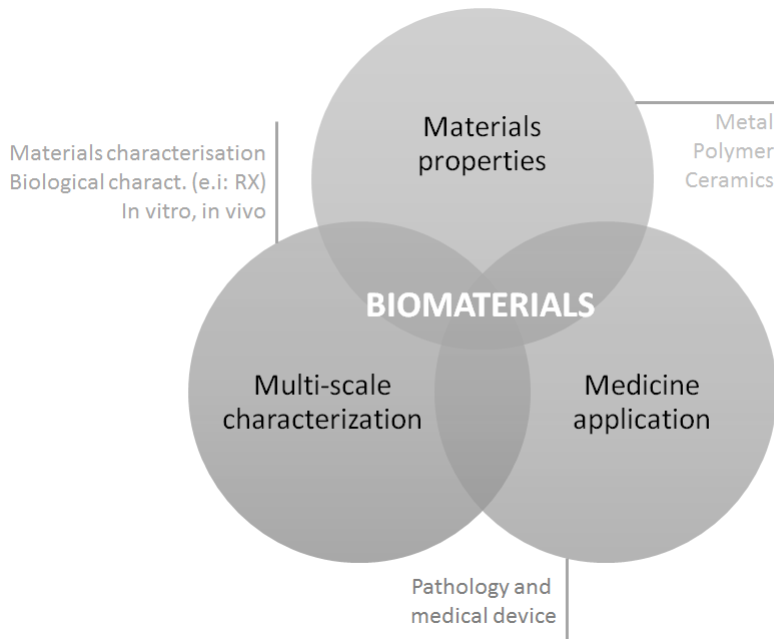 Materials
properties
Metal
Polymer
Ceramics
Materials characterisation
Biological charact. (e.i: RX)
In vitro, in vivo
BIOMATERIALS
Multi-scale
characterization
Medicine
application
Pathology and
medical device